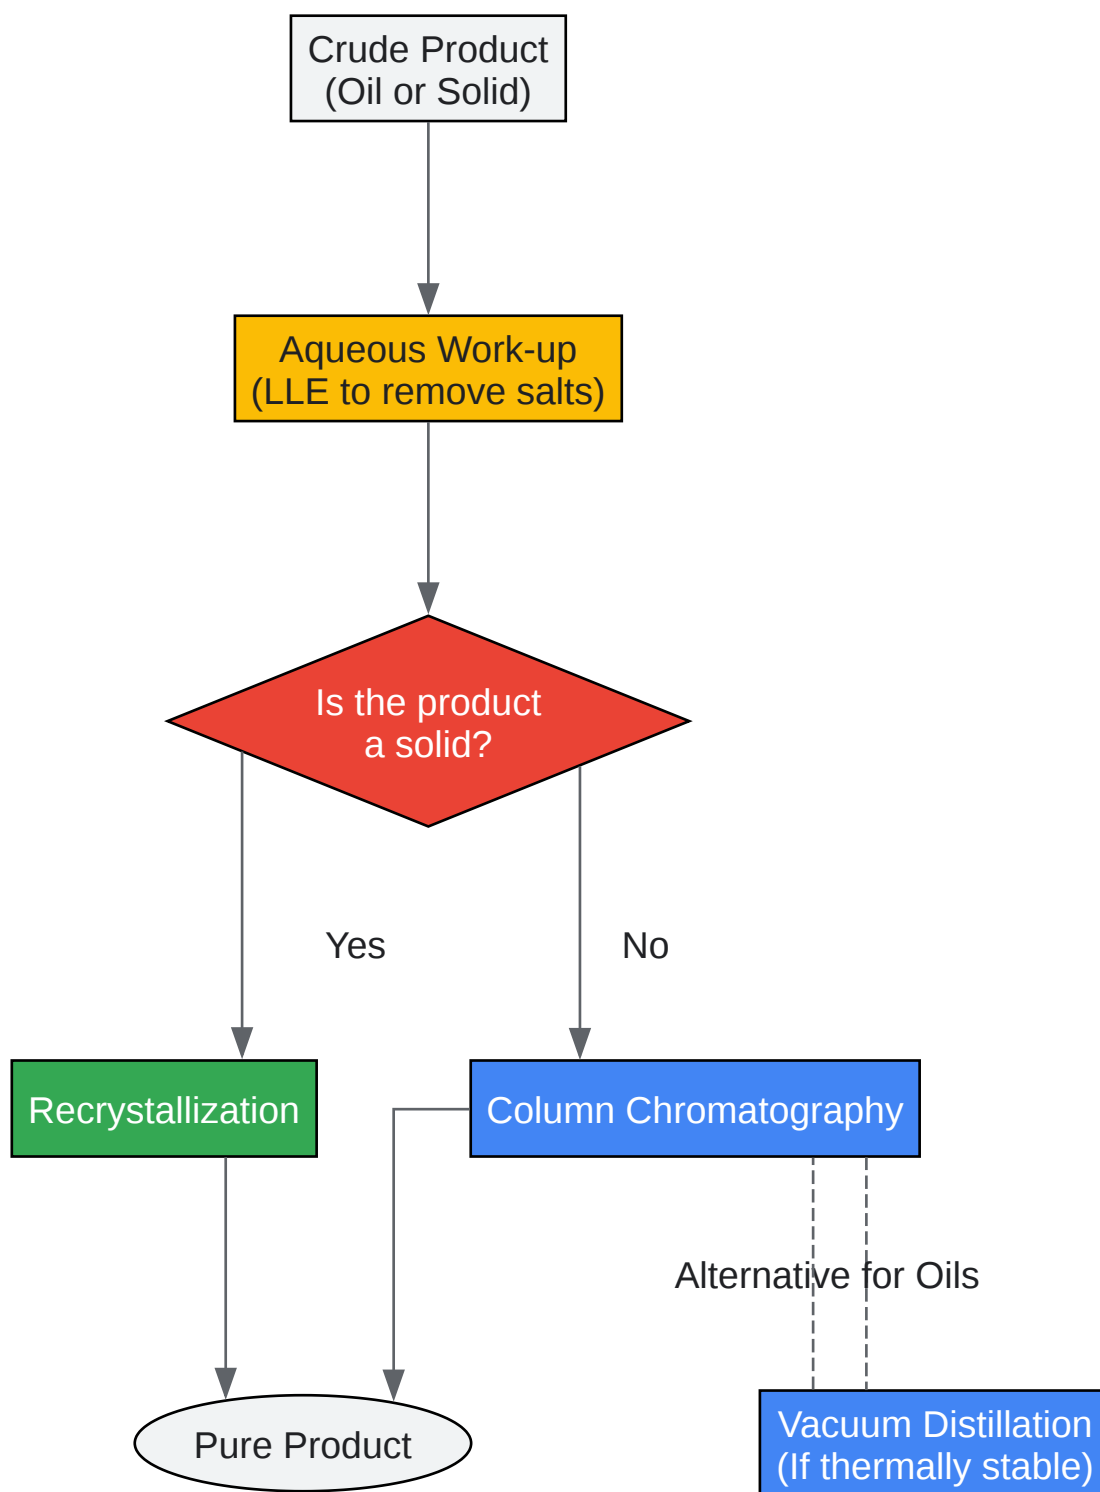 Crude Product
(Oil or Solid)
Aqueous Work-up
(LLE to remove salts)
Is the product
a solid?
Yes
No
Recrystallization
Column Chromatography
Alternative for Oils
Pure Product
Vacuum Distillation
(If thermally stable)